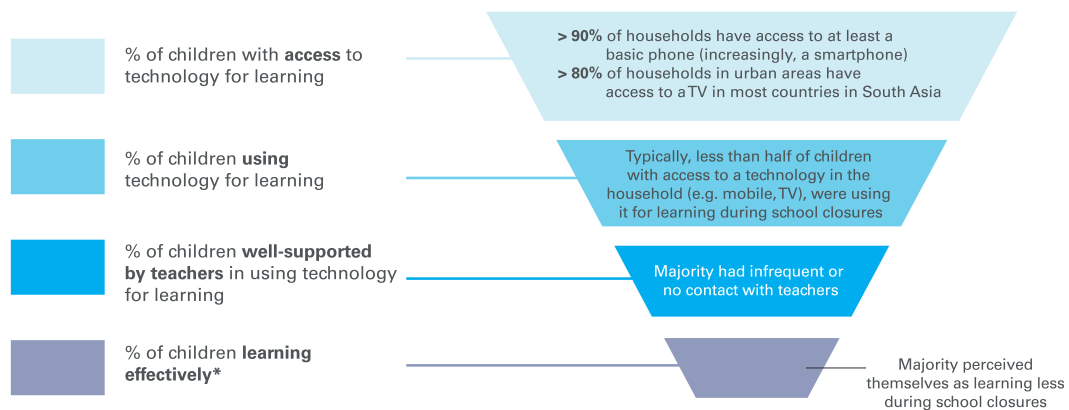 % of children with access to
technology for learning
> 90% of households have access to at least a
basic phone (increasingly, a smartphone)
> 80% of households in urban areas have
access to a TV in most countries in South Asia
% of children using
technology for learning
Typically, less than half of children
with access to a technology in the
household (e.g. mobile, TV), were using
it for learning during school closures
% of children well-supported
by teachers in using technology
for learning
Majority had infrequent or
no contact with teachers
% of children learning
effectively*
Majority perceived
themselves as learning less
during school closures